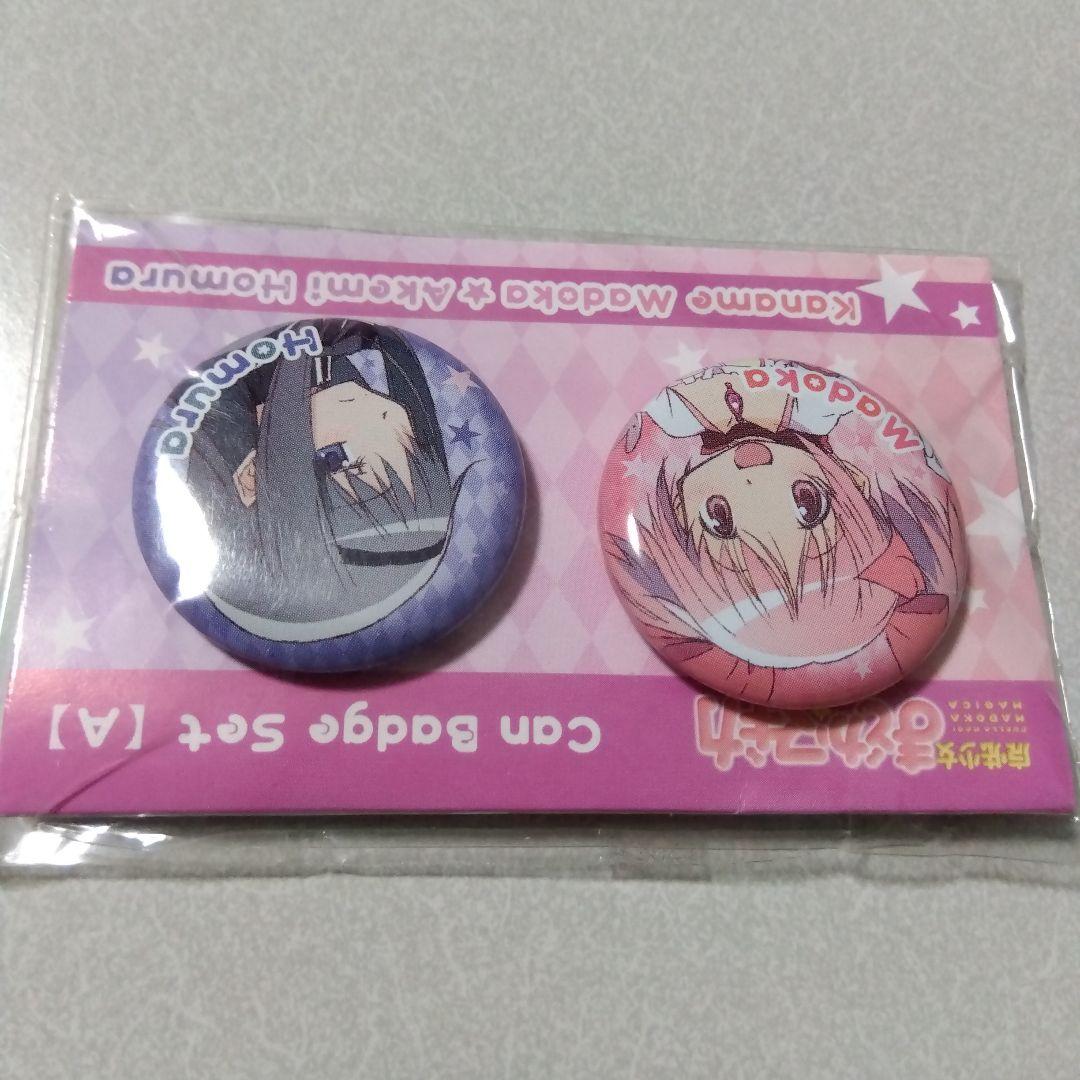 魔法少女
まどか☆マギカ
PUELLA MAGI
MADOKA
MAGICA
Can Badge Set 【A】
Madoka
Homura
Kaname Madoka ★ Akemi Homura